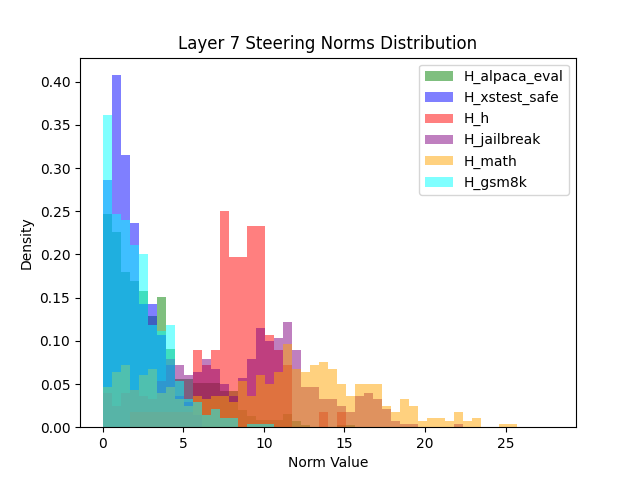 Layer 7 Steering Norms Distribution
H_alpaca_eval
H_xstest_safe
H_h
H_jailbreak
H_math
H_gsm8k
0.40
0.35
0.30
0.25
0.20
0.15
0.10
0.05
0.00
Density
0 5 10 15 20 25
Norm Value